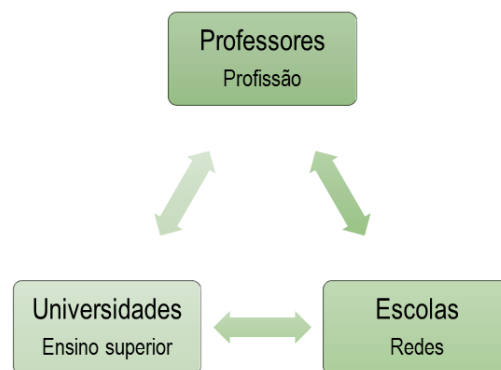 Professores
Profissão
Universidades
Ensino superior
Escolas
Redes